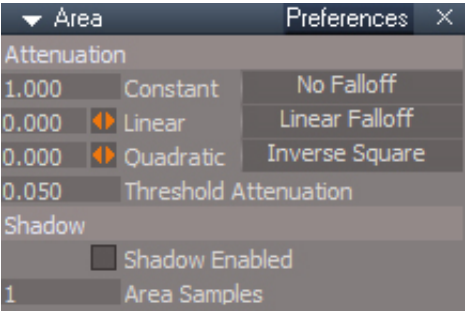 Area Preferences
Attenuation
1.000 Constant No Falloff
0.000 Linear Linear Falloff
0.000 Quadratic Inverse Square
0.050 Threshold Attenuation
Shadow
Shadow Enabled
1 Area Samples